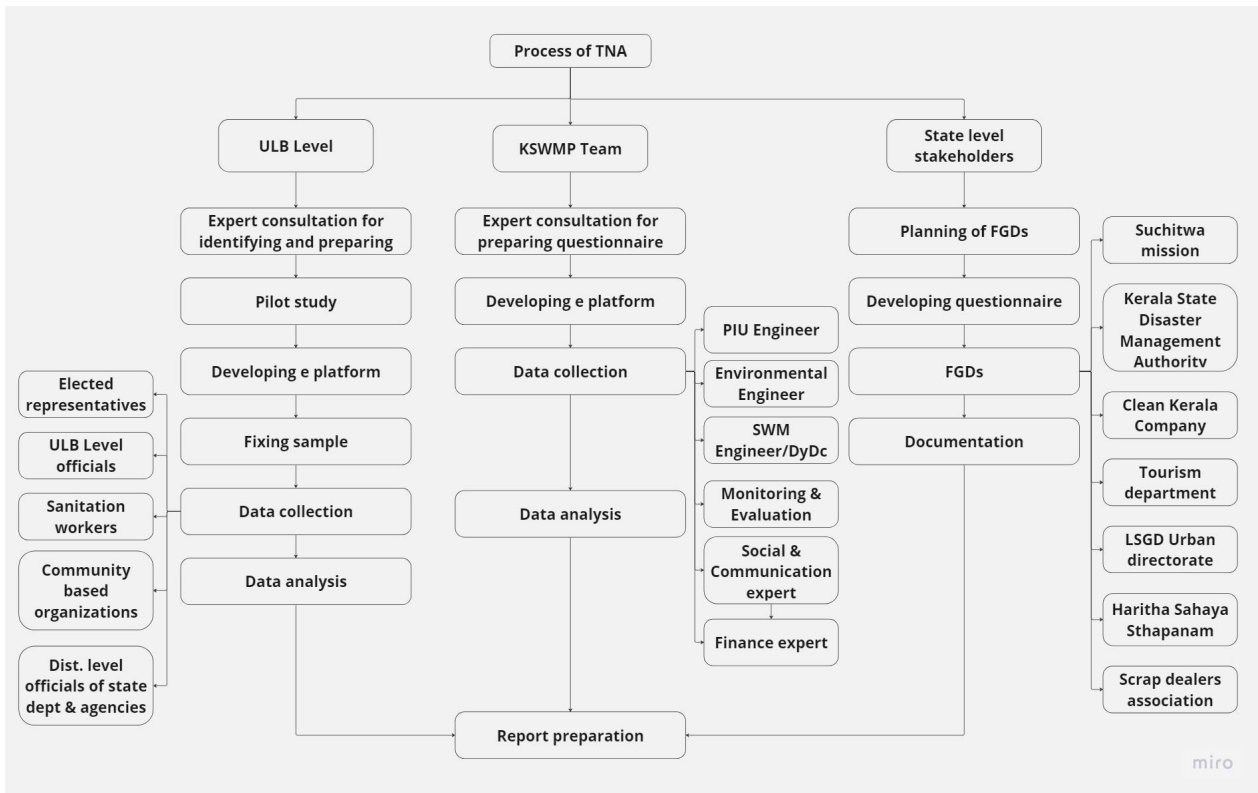 Process of TNA
ULB Level
KSWMP Team
State level
stakeholders
Expert consultation for
identifying and preparing
Expert consultation for
preparing questionnaire
Planning of FGDs
Suchitwa
mission
Pilot study
Developing e platform
Developing questionnaire
Kerala State
Disaster
Management
Authority
PIU Engineer
Developing e platform
Data collection
FGDs
Environmental
Engineer
Elected
representatives
Clean Kerala
Company
Fixing sample
SWM
Engineer/DyDc
Documentation
ULB Level
officials
Tourism
department
Sanitation
workers
Data collection
Data analysis
Monitoring &
Evaluation
LSGD Urban
directorate
Community
based
organizations
Data analysis
Social &
Communication
expert
Haritha Sahaya
Sthapanam
Finance expert
Dist. level
officials of state
dept & agencies
Scrap dealers
association
Report preparation
miro